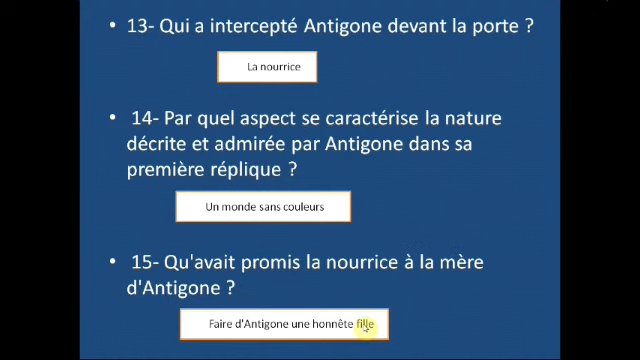 • 13- Qui a intercepté Antigone devant la porte ?
La nourrice
• 14- Par quel aspect se caractérise la nature
décrite et admirée par Antigone dans sa
première réplique ?
Un monde sans couleurs
• 15- Qu'avait promis la nourrice à la mère
d'Antigone ?
Faire d'Antigone une honnête fille